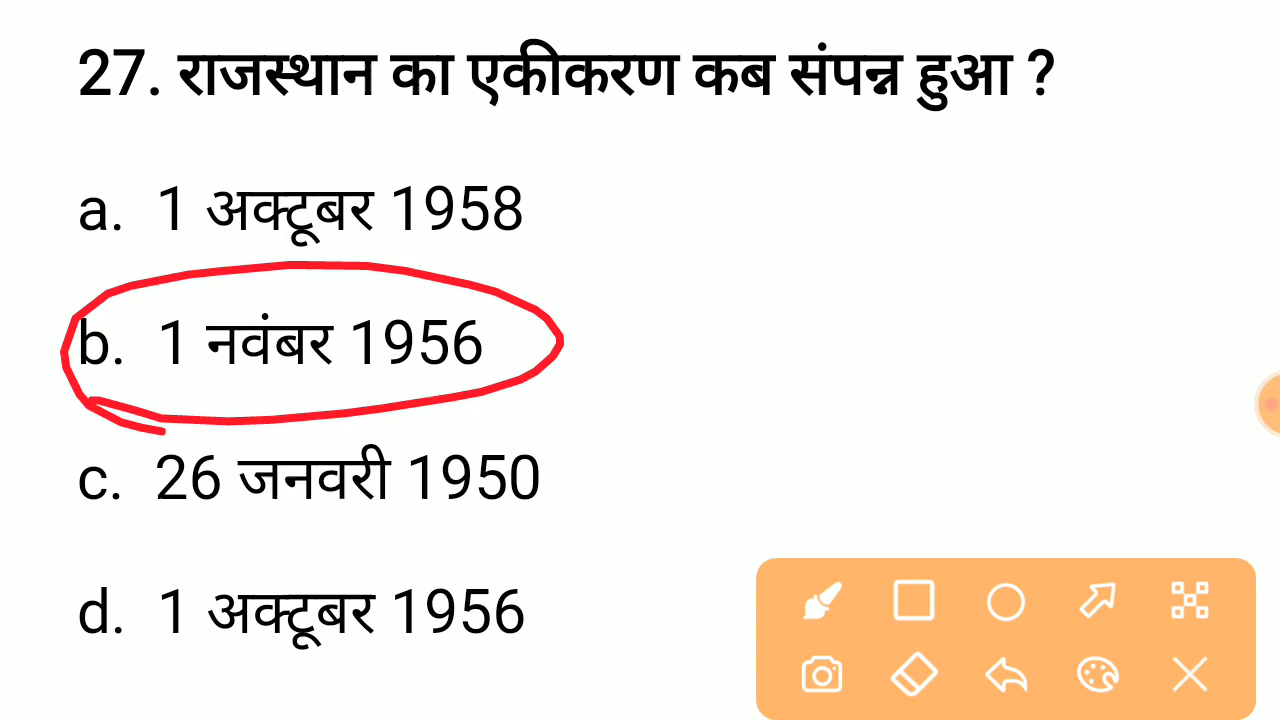 27. राजस्थान का एकीकरण कब संपन्न हुआ ?
a. 1 अक्टूबर 1958
b. 1 नवंबर 1956
c. 26 जनवरी 1950
d. 1 अक्टूबर 1956